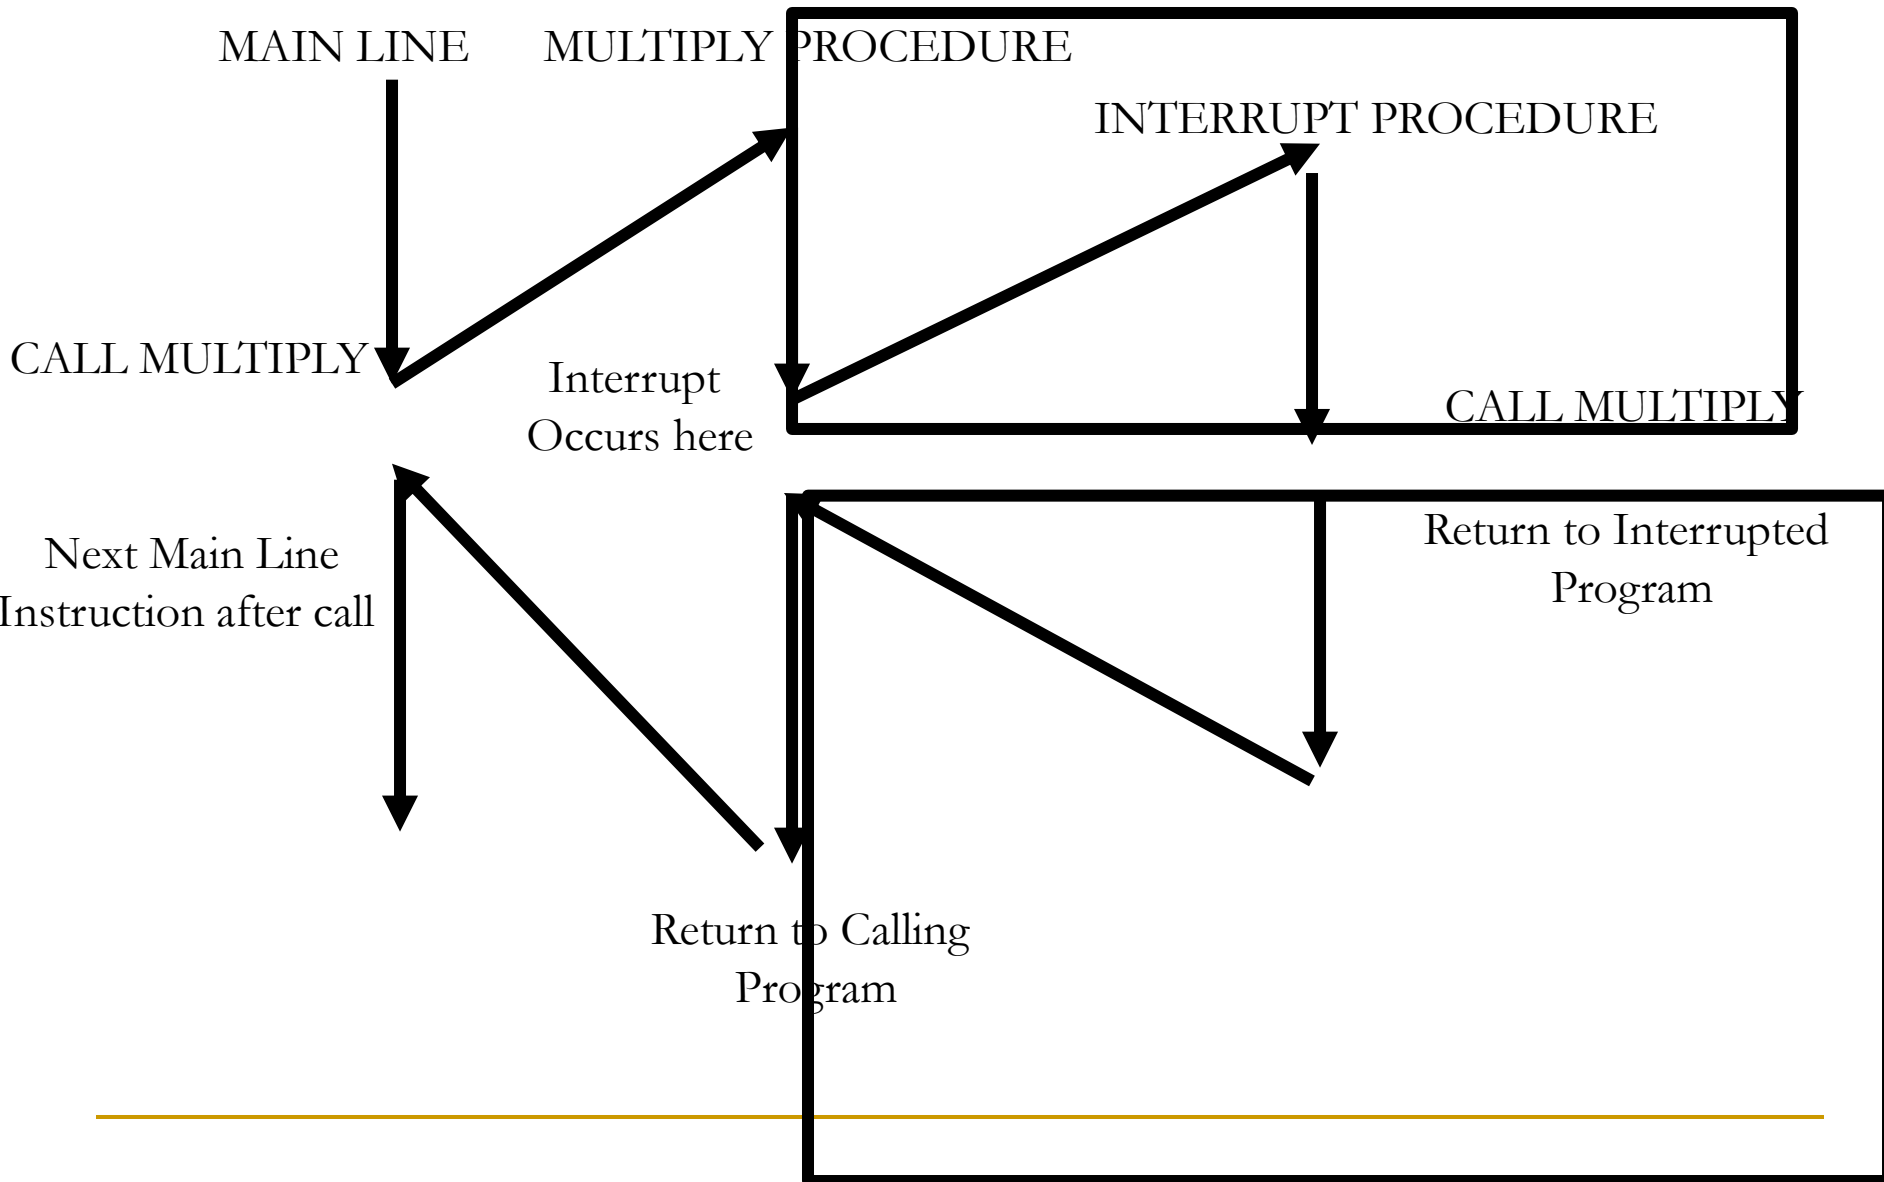 MAIN LINE
MULTIPLY PROCEDURE
INTERRUPT PROCEDURE
CALL MULTIPLY
Interrupt
Occurs here
CALL MULTIPLY
Next Main Line
Instruction after call
Return to Interrupted
Program
Return to Calling
Program